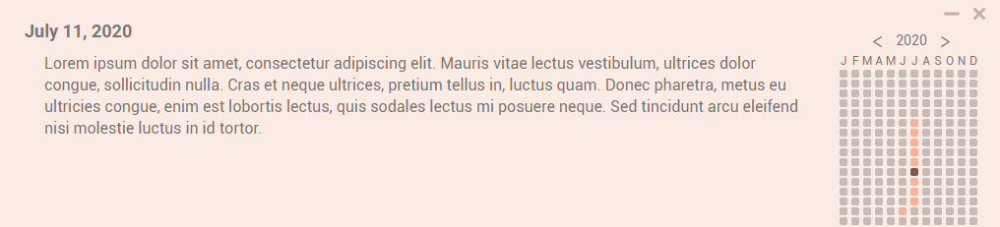 July 11, 2020
Lorem ipsum dolor sit amet, consectetur adipiscing elit. Mauris vitae lectus vestibulum, ultrices dolor
congue, sollicitudin nulla. Cras et neque ultrices, pretium tellus in, luctus quam. Donec pharetra, metus eu
ultricies congue, enim est lobortis lectus, quis sodales lectus mi posuere neque. Sed tincidunt arcu eleifend
nisi molestie luctus in id tortor.
< 2020 >
J F M A M J J A S O N D